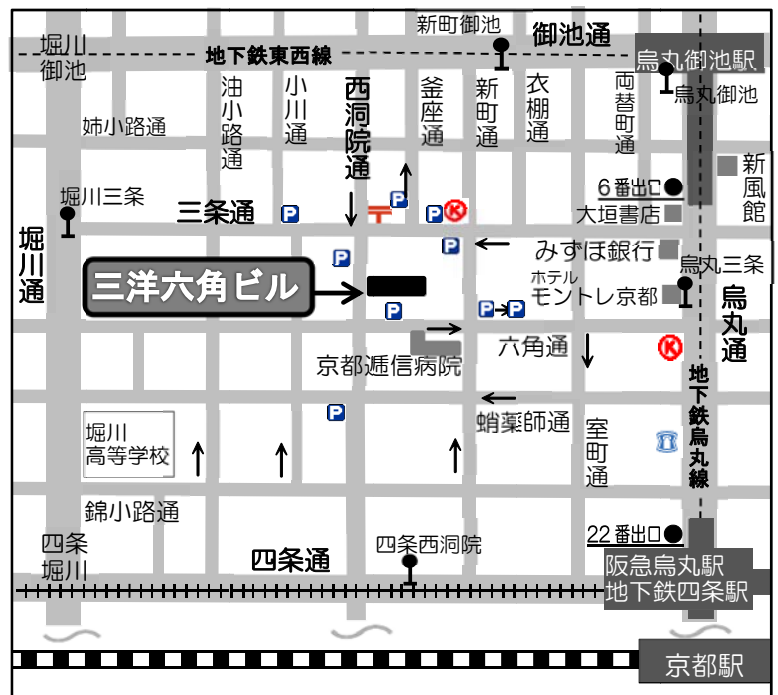 新町御池
御池通
堀川
御池
地下鉄東西線
烏丸御池駅
烏丸御池
姉小路通
油小路通
小川通
西洞院通
釜座通
新町通
衣棚通
両替町通
新風館
6番出口
大垣書店
堀川三条
三条通
P
〒
P
P
K
P
みずほ銀行
堀川通
P
三洋六角ビル
ホテル
モントレ京都
烏丸三条
烏丸通
P
P
P
六角通
K
京都逓信病院
地下鉄烏丸線
P
蛸薬師通
室町通
堀川
高等学校
錦小路通
22番出口
四条
堀川
四条通
四条西洞院
阪急烏丸駅
地下鉄四条駅
京都駅